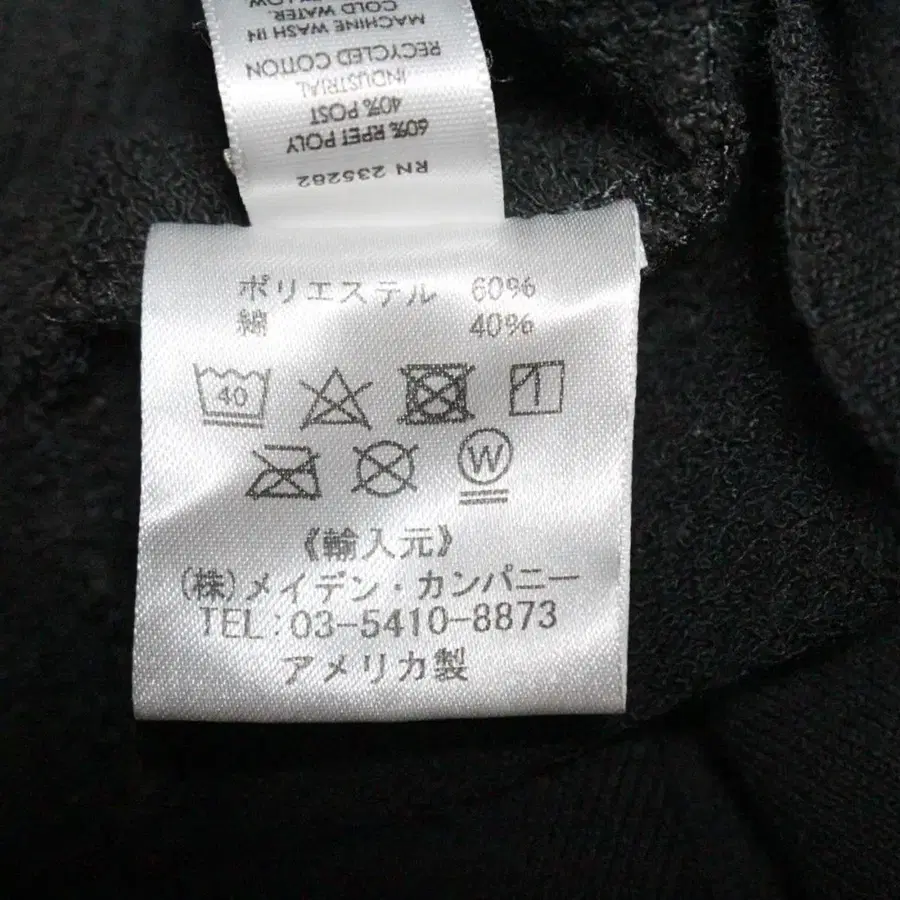 RN 235282
60% RPET POLY
40% POST
INDUSTRIAL
RECYCLED COTTON
MACHINE WASH IN
COLD WATER.
ポリエステル 60%
綿 40%
40
W
《輸入元》
(株)メイデン・カンパニー
TEL:03-5410-8873
アメリカ製